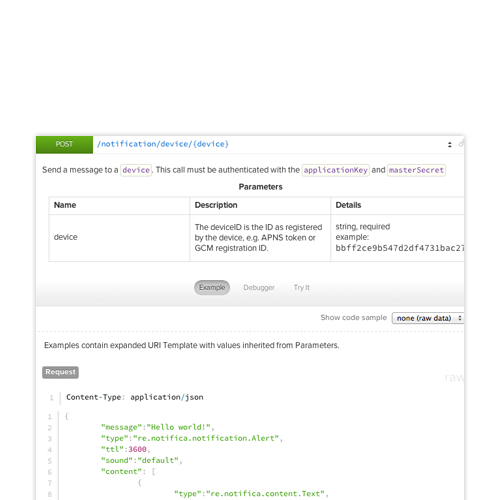 POST /notification/device/{device}
Send a message to a device. This call must be authenticated with the applicationKey and masterSecret
Parameters
Name Description Details
device
The deviceID is the ID as registered
by the device, e.g. APNS token or
GCM registration ID.
string, required
example:
bbff2ce9b547d2df4731bac27
Example Debugger Try It
Show code sample none (raw data)
Examples contain expanded URI Template with values inherited from Parameters.
Request
raw
1 Content-Type: application/json
1 {
2 "message":"Hello world!",
3 "type":"re.notifica.notification.Alert",
4 "ttl":3600,
5 "sound":"default",
6 "content": [
7 {
8 "type":"re.notifica.content.Text",